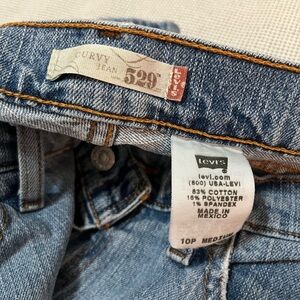 CURVY
JEAN
529
LEVI'S
Levi's
levi.com
(800) USA-LEVI
83% COTTON
16% POLYESTER
1% SPANDEX
MADE IN
MEXICO
10P MEDIUM